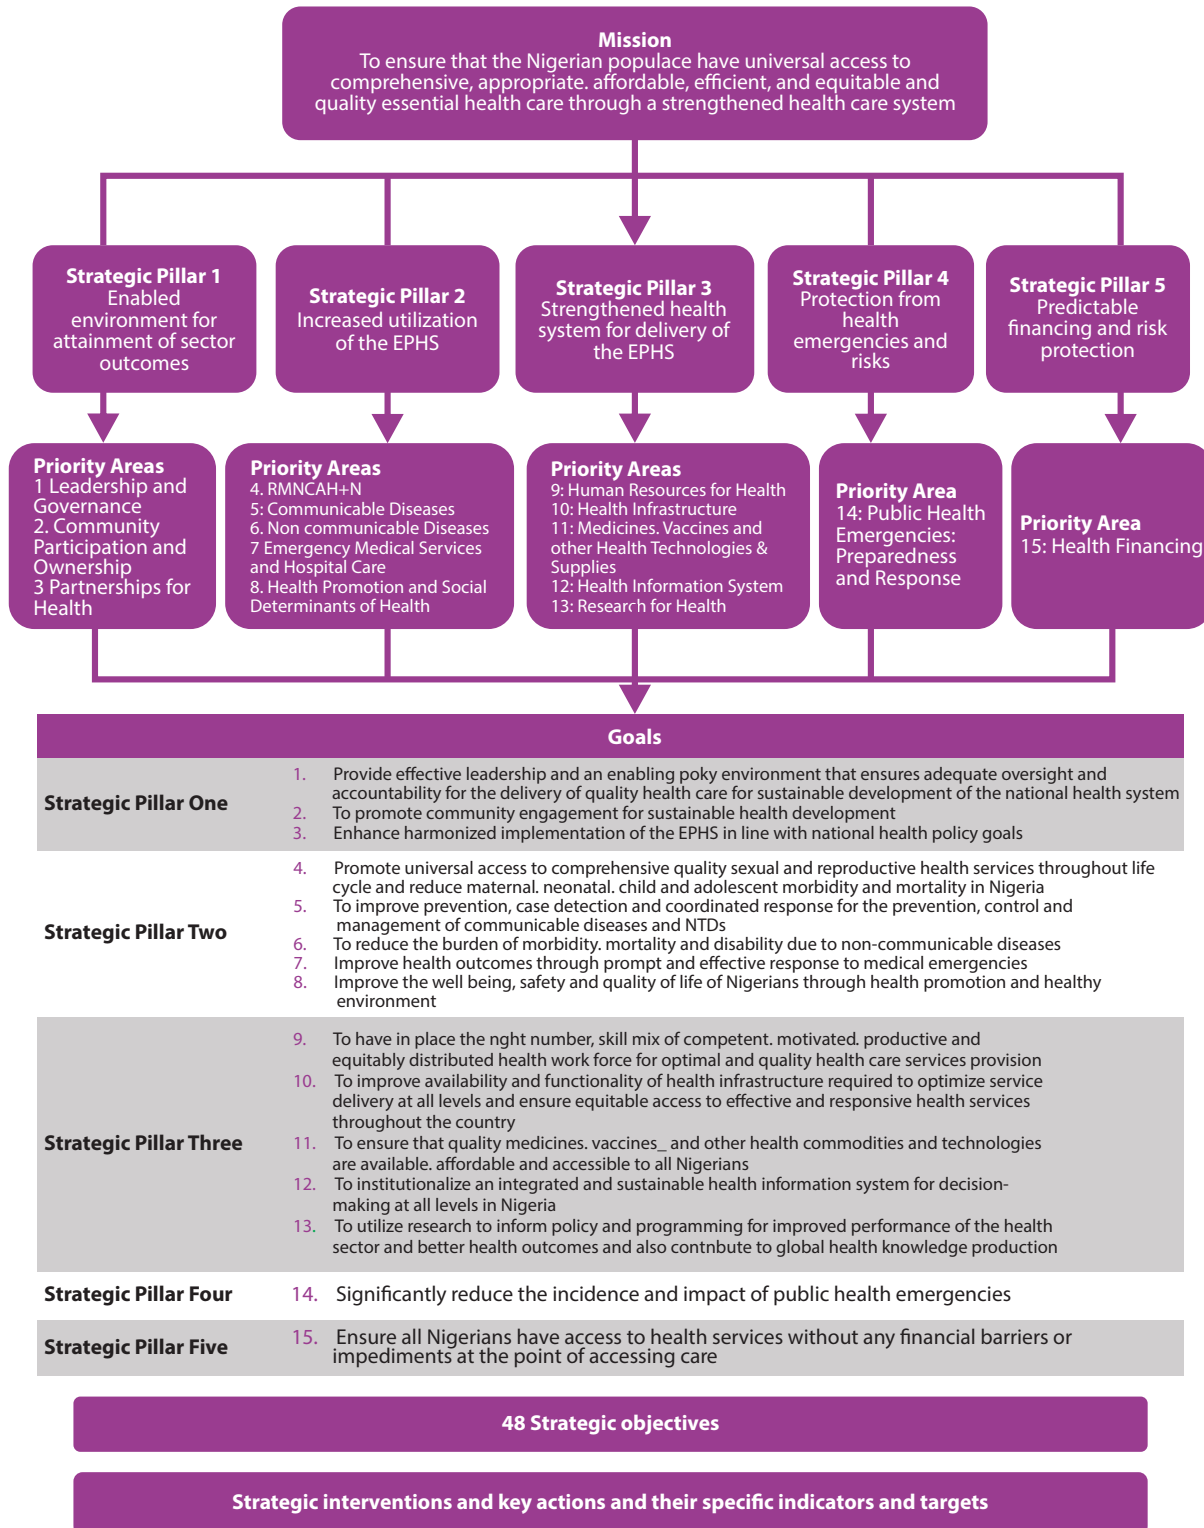 Mission
To ensure that the Nigerian populace have universal access to
comprehensive, appropriate. affordable, efficient, and equitable and
quality essential health care through a strengthened health care system
Strategic Pillar 1
Enabled
environment for
attainment of sector
outcomes
Strategic Pillar 2
Increased utilization
of the EPHS
Strategic Pillar 3
Strengthened health
system for delivery of
the EPHS
Strategic Pillar 4
Protection from
health
emergencies and
risks
Strategic Pillar 5
Predictable
financing and risk
protection
Priority Areas
1 Leadership and
Governance
2. Community
Participation and
Ownership
3 Partnerships for
Health
Priority Areas
4. RMNCAH+N
5: Communicable Diseases
6. Non communicable Diseases
7 Emergency Medical Services
and Hospital Care
8. Health Promotion and Social
Determinants of Health
Priority Areas
9: Human Resources for Health
10: Health Infrastructure
11: Medicines. Vaccines and
other Health Technologies &
Supplies
12: Health Information System
13: Research for Health
Priority Area
14: Public Health
Emergencies:
Preparedness
and Response
Priority Area
15: Health Financing
Goals
Strategic Pillar One
1. Provide effective leadership and an enabling poky environment that ensures adequate oversight and
accountability for the delivery of quality health care for sustainable development of the national health system
2. To promote community engagement for sustainable health development
3. Enhance harmonized implementation of the EPHS in line with national health policy goals
Strategic Pillar Two
4. Promote universal access to comprehensive quality sexual and reproductive health services throughout life
cycle and reduce maternal. neonatal. child and adolescent morbidity and mortality in Nigeria
5. To improve prevention, case detection and coordinated response for the prevention, control and
management of communicable diseases and NTDs
6. To reduce the burden of morbidity. mortality and disability due to non-communicable diseases
7. Improve health outcomes through prompt and effective response to medical emergencies
8. Improve the well being, safety and quality of life of Nigerians through health promotion and healthy
environment
Strategic Pillar Three
9. To have in place the nght number, skill mix of competent. motivated. productive and
equitably distributed health work force for optimal and quality health care services provision
10. To improve availability and functionality of health infrastructure required to optimize service
delivery at all levels and ensure equitable access to effective and responsive health services
throughout the country
11. To ensure that quality medicines. vaccines_ and other health commodities and technologies
are available. affordable and accessible to all Nigerians
12. To institutionalize an integrated and sustainable health information system for decision-
making at all levels in Nigeria
13. To utilize research to inform policy and programming for improved performance of the health
sector and better health outcomes and also contnbute to global health knowledge production
Strategic Pillar Four
14. Significantly reduce the incidence and impact of public health emergencies
Strategic Pillar Five
15. Ensure all Nigerians have access to health services without any financial barriers or
impediments at the point of accessing care
48 Strategic objectives
Strategic interventions and key actions and their specific indicators and targets